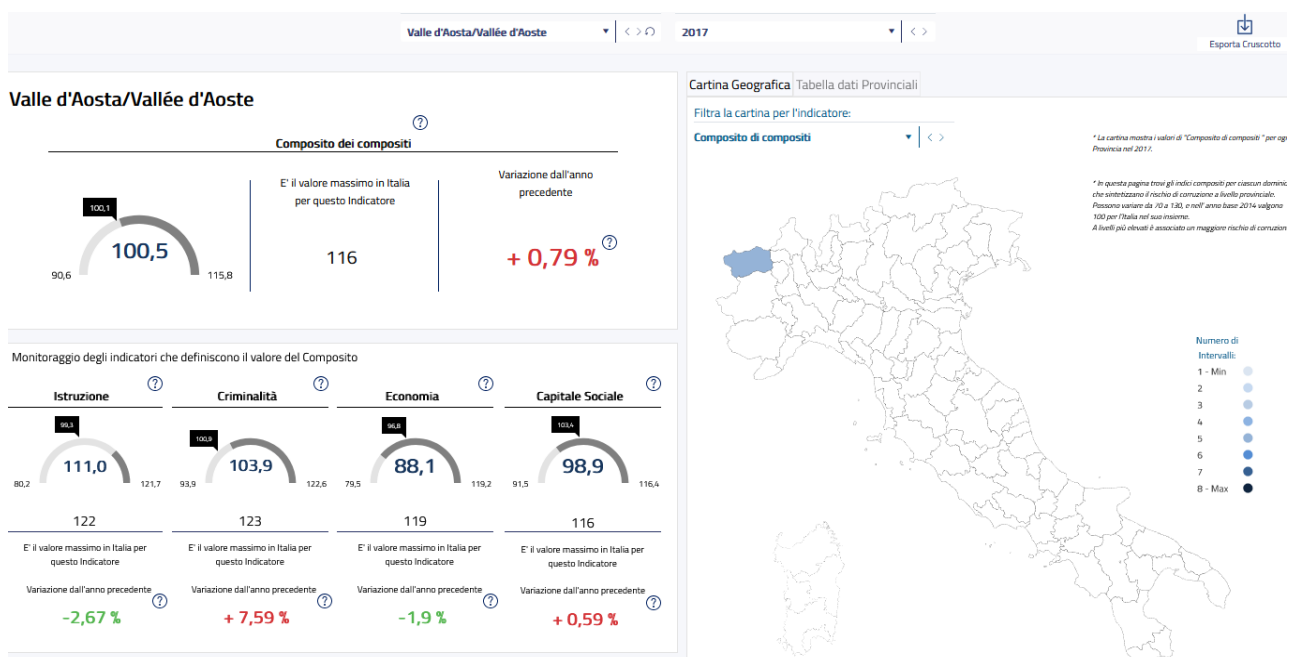 Valle d'Aosta/Vallée d'Aoste
2017
Esporta Cruscotto
Valle d'Aosta/Vallée d'Aoste
?
Composito dei compositi
100,1
100,5
90,6
115,8
E' il valore massimo in Italia
per questo Indicatore
116
Variazione dall'anno
precedente
+ 0,79 %
?
Monitoraggio degli indicatori che definiscono il valore del Composito
?
Istruzione
99,3
111,0
80,2
121,7
122
E' il valore massimo in Italia per
questo Indicatore
Variazione dall'anno precedente
?
-2,67 %
?
Criminalità
100,9
103,9
93,9
122,6
123
E' il valore massimo in Italia per
questo Indicatore
Variazione dall'anno precedente
?
+ 7,59 %
?
Economia
96,8
88,1
79,5
119,2
119
E' il valore massimo in Italia per
questo Indicatore
Variazione dall'anno precedente
?
-1,9 %
?
Capitale Sociale
103,4
98,9
91,5
116,4
116
E' il valore massimo in Italia per
questo Indicatore
Variazione dall'anno precedente
?
+ 0,59 %
Cartina Geografica
Tabella dati Provinciali
Filtra la cartina per l'indicatore:
Composito di compositi
* La cartina mostra i valori di "Composito di compositi " per
Provincia nel 2017.
* In questa pagina trovi gli indici compositi per ciascun
che sintetizzano il rischio di corruzione a livello provinciale.
Possono variare da 70 a 130, e nell' anno base 2014 valgono
100 per l'Italia nel suo insieme.
A livelli più elevati è associato un maggiore rischio di
Numero di
Intervalli:
1 - Min
2
3
4
5
6
7
8 - Max